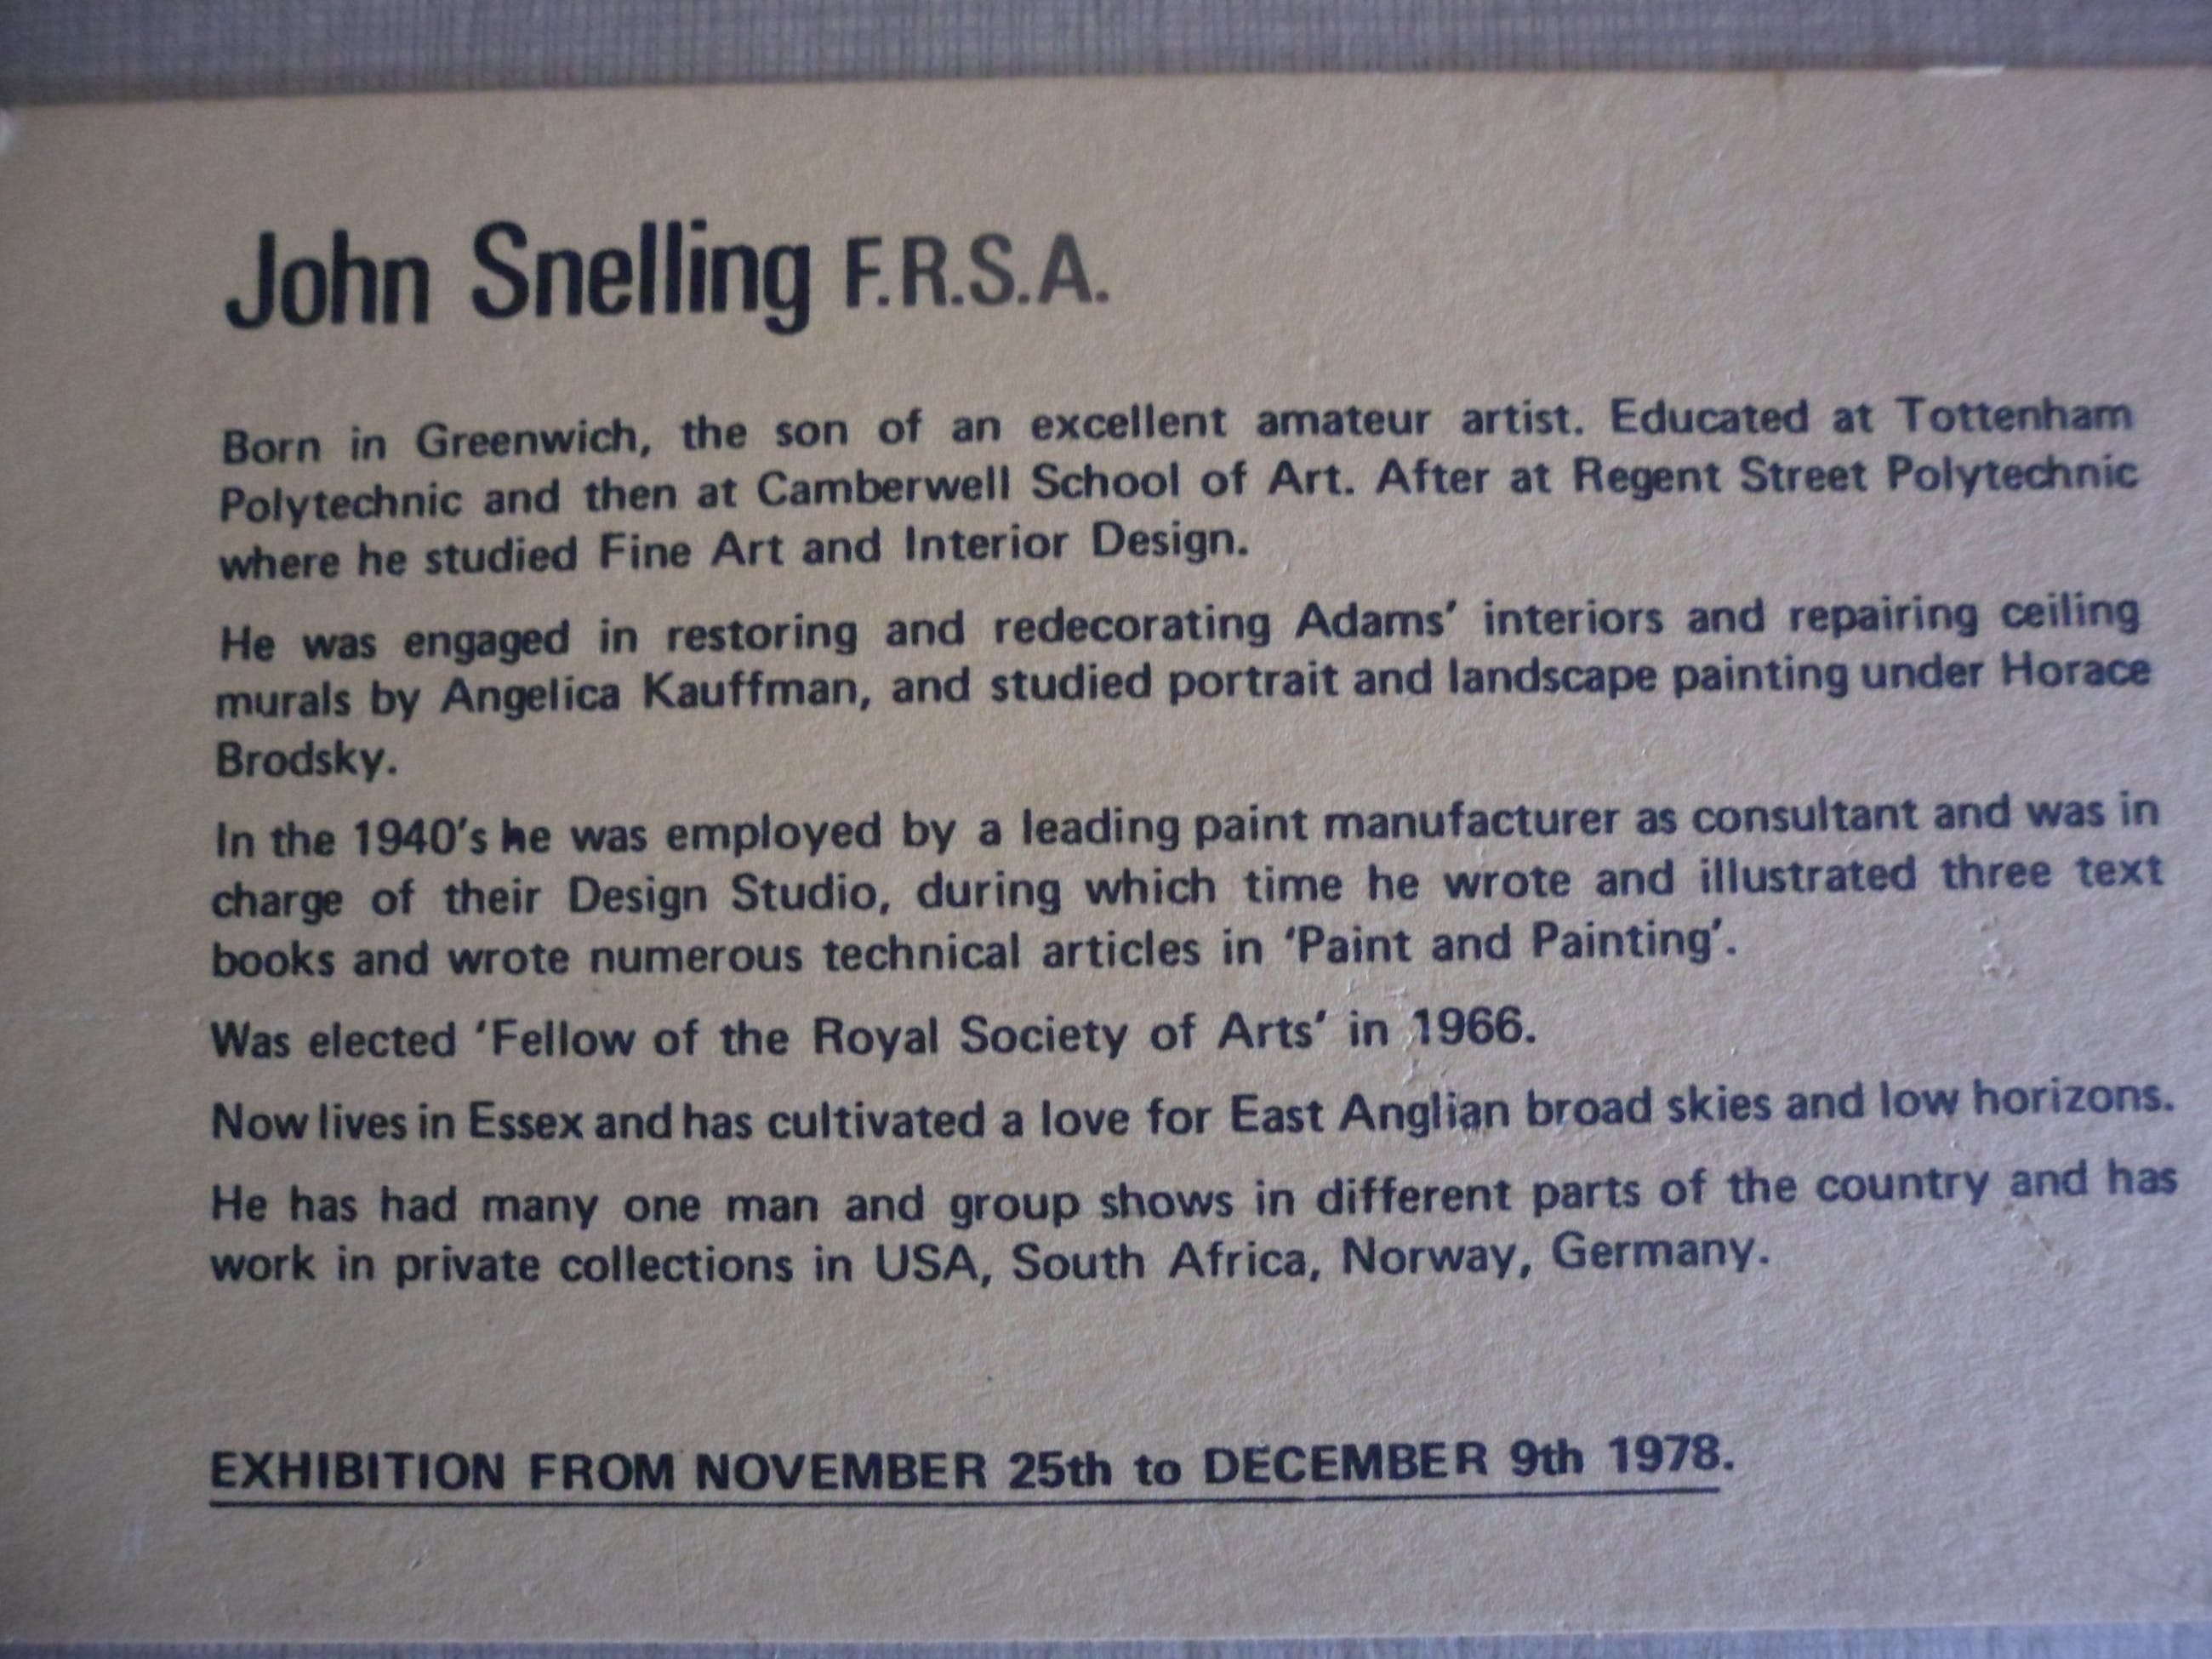 John Snelling F.R.S.A.
Born in Greenwich, the son of an excellent amateur artist. Educated at Tottenham
Polytechnic and then at Camberwell School of Art. After at Regent Street Polytechnic
where he studied Fine Art and Interior Design.
He was engaged in restoring and redecorating Adams’ interiors and repairing ceiling
murals by Angelica Kauffman, and studied portrait and landscape painting under Horace
Brodsky.
In the 1940’s he was employed by a leading paint manufacturer as consultant and was in
charge of their Design Studio, during which time he wrote and illustrated three text
books and wrote numerous technical articles in ‘Paint and Painting’.
Was elected ‘Fellow of the Royal Society of Arts’ in 1966.
Now lives in Essex and has cultivated a love for East Anglian broad skies and low horizons.
He has had many one man and group shows in different parts of the country and has
work in private collections in USA, South Africa, Norway, Germany.
EXHIBITION FROM NOVEMBER 25th to DECEMBER 9th 1978.